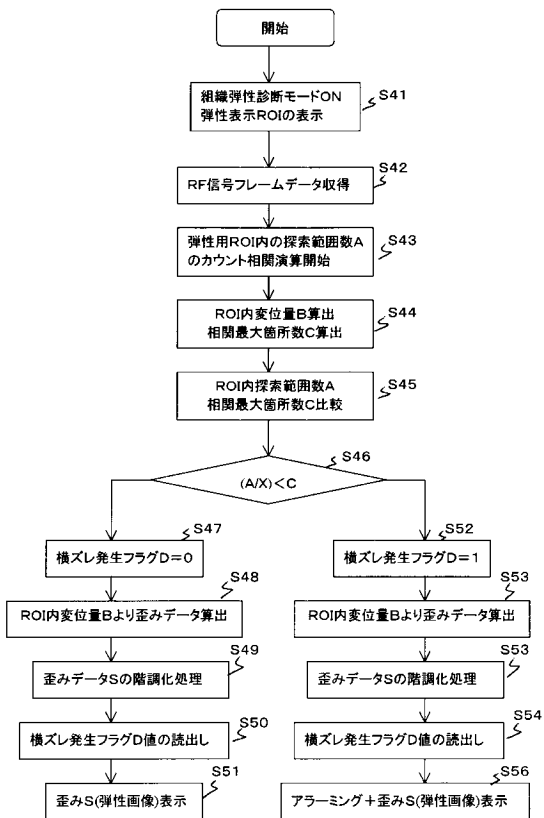 開始
組織弾性診断モードON
弾性表示ROIの表示
S41
RF信号フレームデータ取得
S42
弾性用ROI内の探索範囲数A
のカウント相関演算開始
S43
ROI内変位量B算出
相関最大箇所数C算出
S44
ROI内探索範囲数A
相関最大箇所数C比較
S45
S46
(A/X)<C
S47
横ズレ発生フラグD=0
S48
ROI内変位量Bより歪みデータ算出
S49
歪みデータSの階調化処理
S50
横ズレ発生フラグD値の読出し
S51
歪みS(弾性画像)表示
S52
横ズレ発生フラグD=1
S53
ROI内変位量Bより歪みデータ算出
S53
歪みデータSの階調化処理
S54
横ズレ発生フラグD値の読出し
S56
アラーミング+歪みS(弾性画像)表示